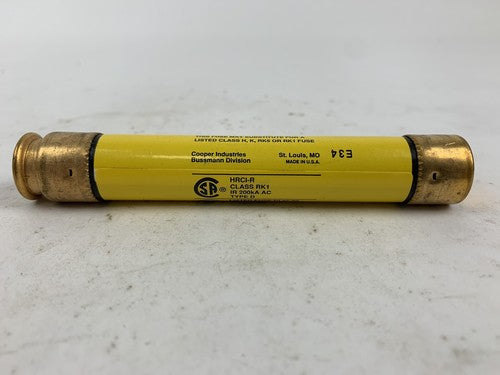 THIS FUSE MAY SUBSTITUTE FOR A
LISTED CLASS H, K, RK5 OR RK1 FUSE
Cooper Industries St. Louis, MO
Bussmann Division MADE IN U.S.A.
E34
HRCI-R
CLASS RK1
IR 200kA AC
TYPE D